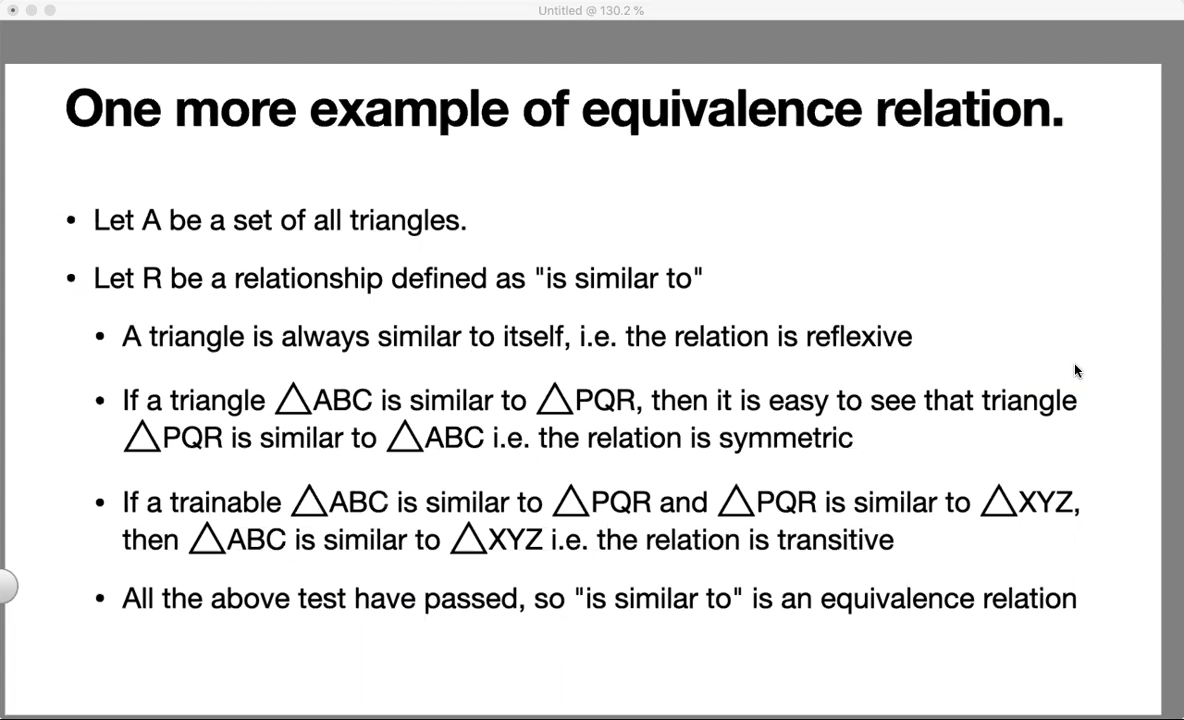 Untitled @ 130.2 %
One more example of equivalence relation.
• Let A be a set of all triangles.
• Let R be a relationship defined as "is similar to"
• A triangle is always similar to itself, i.e. the relation is reflexive
• If a triangle △ABC is similar to △PQR, then it is easy to see that triangle
△PQR is similar to △ABC i.e. the relation is symmetric
• If a trainable △ABC is similar to △PQR and △PQR is similar to △XYZ,
then △ABC is similar to △XYZ i.e. the relation is transitive
• All the above test have passed, so "is similar to" is an equivalence relation